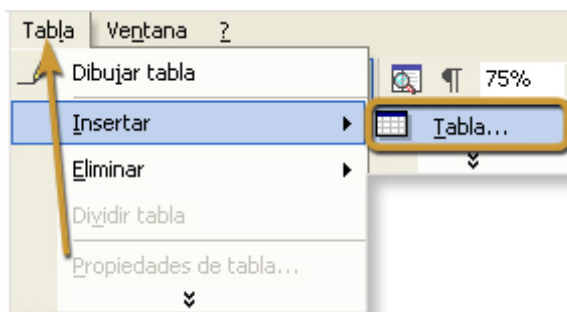 Tabla Ventana ?
Dibujar tabla
75%
Insertar
Tabla...
Eliminar
Dividir tabla
Propiedades de tabla...